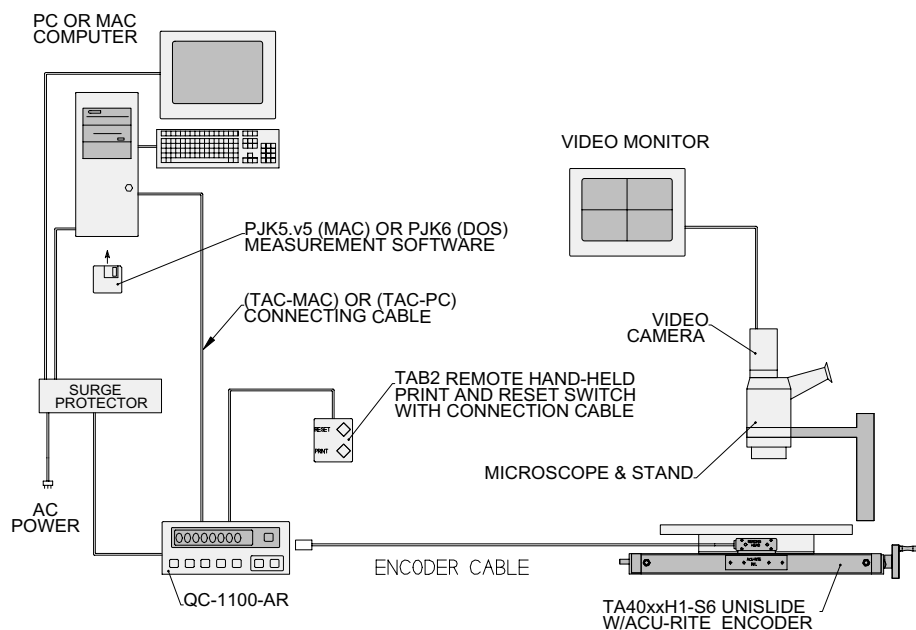 PC OR MAC
COMPUTER
VIDEO MONITOR
PJK5.v5 (MAC) OR PJK6 (DOS)
MEASUREMENT SOFTWARE
(TAC-MAC) OR (TAC-PC)
CONNECTING CABLE
VIDEO
CAMERA
SURGE
PROTECTOR
TAB2 REMOTE HAND-HELD
PRINT AND RESET SWITCH
WITH CONNECTION CABLE
RESET
PRINT
MICROSCOPE & STAND
AC
POWER
00000000
ENCODER CABLE
QC-1100-AR
TA40xxH1-S6 UNISLIDE
W/ACU-RITE ENCODER